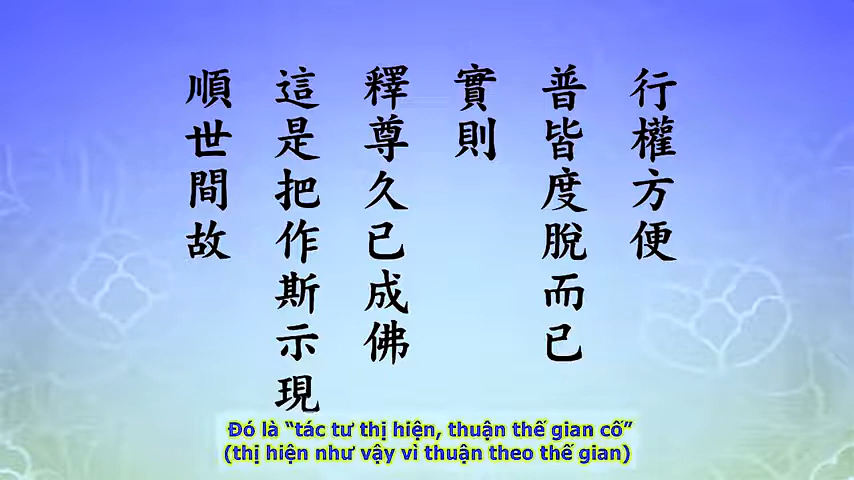 行權方便
普皆度脫而已
實則
釋尊久已成佛
這是把作斯示現
順世間故
Đó là “tác tư thị hiện, thuận thế gian cố”
(thị hiện như vậy vì thuận theo thế gian)